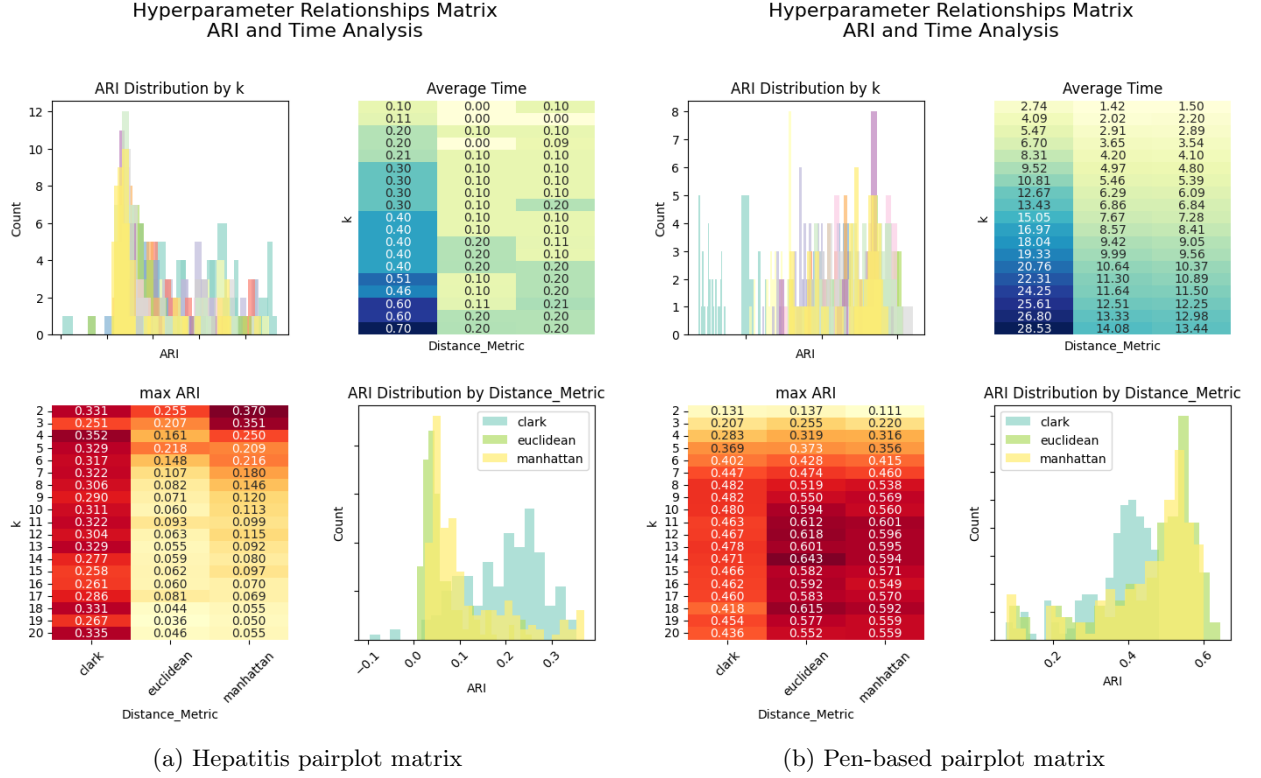 Hyperparameter Relationships Matrix
ARI and Time Analysis
ARI Distribution by k
12
10
8
6
4
2
0
Count
ARI
Average Time
k
0.10 0.00 0.10
0.11 0.00 0.00
0.20 0.10 0.10
0.20 0.00 0.09
0.21 0.10 0.10
0.30 0.10 0.10
0.30 0.10 0.10
0.30 0.10 0.10
0.30 0.10 0.20
0.40 0.10 0.10
0.40 0.10 0.10
0.40 0.20 0.11
0.40 0.20 0.10
0.40 0.20 0.20
0.51 0.10 0.20
0.46 0.10 0.20
0.60 0.11 0.21
0.60 0.20 0.20
0.70 0.20 0.20
Distance_Metric
max ARI
k
2 0.331 0.255 0.370
3 0.251 0.207 0.351
4 0.352 0.161 0.250
5 0.329 0.218 0.209
6 0.317 0.148 0.216
7 0.322 0.107 0.180
8 0.306 0.082 0.146
9 0.290 0.071 0.120
10 0.311 0.060 0.113
11 0.322 0.093 0.099
12 0.304 0.063 0.115
13 0.329 0.055 0.092
14 0.277 0.059 0.080
15 0.258 0.062 0.097
16 0.261 0.060 0.070
17 0.286 0.081 0.069
18 0.331 0.044 0.055
19 0.267 0.036 0.050
20 0.335 0.046 0.055
clark euclidean manhattan
Distance_Metric
ARI Distribution by Distance_Metric
clark
euclidean
manhattan
Count
−0.1 0.0 0.1 0.2 0.3
ARI
(a) Hepatitis pairplot matrix
Hyperparameter Relationships Matrix
ARI and Time Analysis
ARI Distribution by k
8
7
6
5
4
3
2
1
0
Count
ARI
Average Time
k
2.74 1.42 1.50
4.09 2.02 2.20
5.47 2.91 2.89
6.70 3.65 3.54
8.31 4.20 4.10
9.52 4.97 4.80
10.81 5.46 5.39
12.67 6.29 6.09
13.43 6.86 6.84
15.05 7.67 7.28
16.97 8.57 8.41
18.04 9.42 9.05
19.33 9.99 9.56
20.76 10.64 10.37
22.31 11.30 10.89
24.25 11.64 11.50
25.61 12.51 12.25
26.80 13.33 12.98
28.53 14.08 13.44
Distance_Metric
max ARI
k
2 0.131 0.137 0.111
3 0.207 0.255 0.220
4 0.283 0.319 0.316
5 0.369 0.373 0.356
6 0.402 0.428 0.415
7 0.447 0.474 0.460
8 0.482 0.519 0.538
9 0.482 0.550 0.569
10 0.480 0.594 0.560
11 0.463 0.612 0.601
12 0.467 0.618 0.596
13 0.478 0.601 0.595
14 0.471 0.643 0.594
15 0.466 0.582 0.571
16 0.462 0.592 0.549
17 0.460 0.583 0.570
18 0.418 0.615 0.592
19 0.454 0.577 0.559
20 0.436 0.552 0.559
clark euclidean manhattan
Distance_Metric
ARI Distribution by Distance_Metric
clark
euclidean
manhattan
Count
0.2 0.4 0.6
ARI
(b) Pen-based pairplot matrix